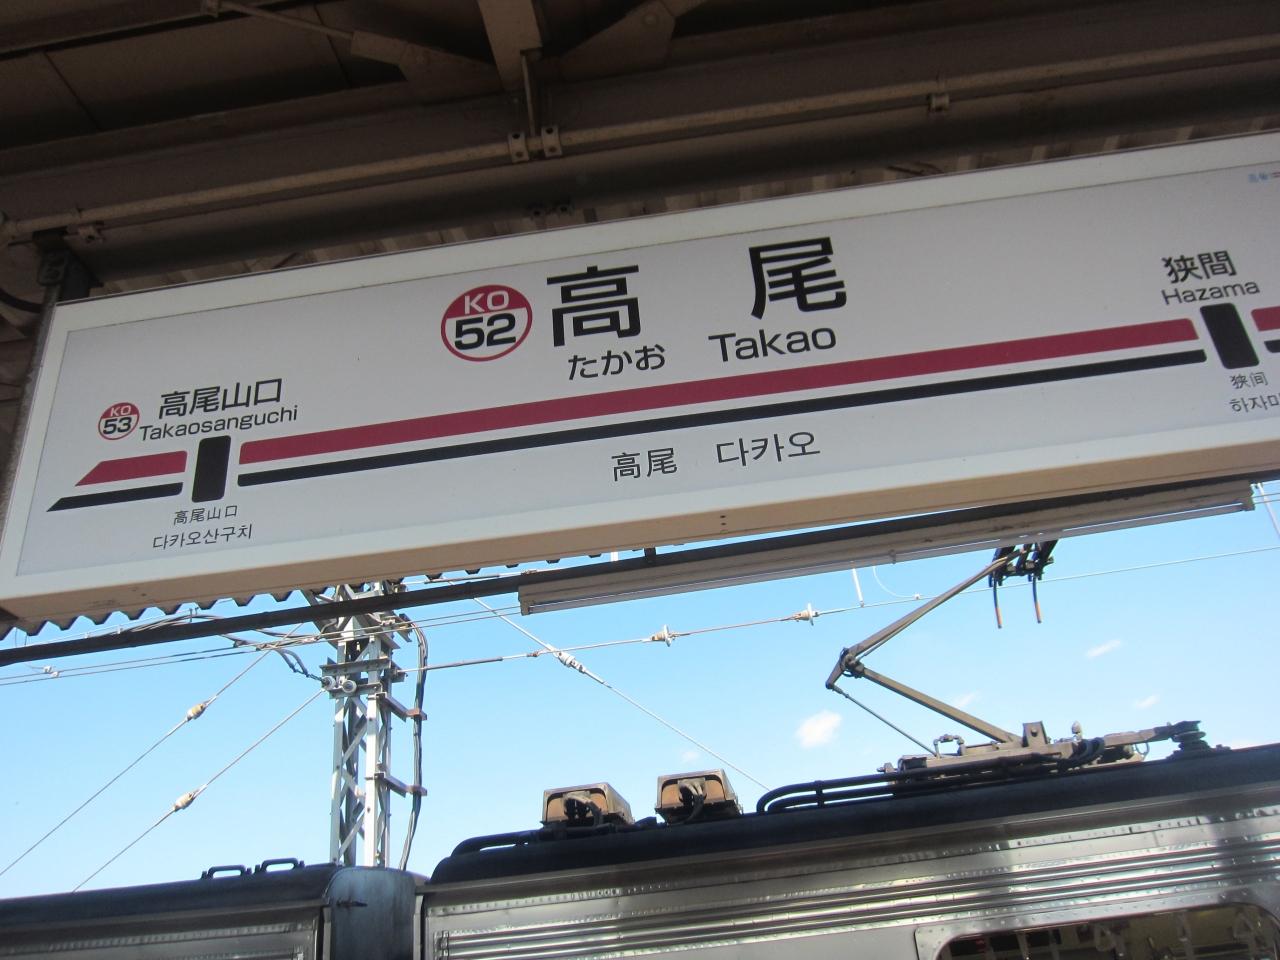 KO
52
高尾
たかお Takao
高尾 다카오
KO
53
高尾山口
Takaosanguchi
高尾山口
다카오산구치
狭間
Hazama
狭间